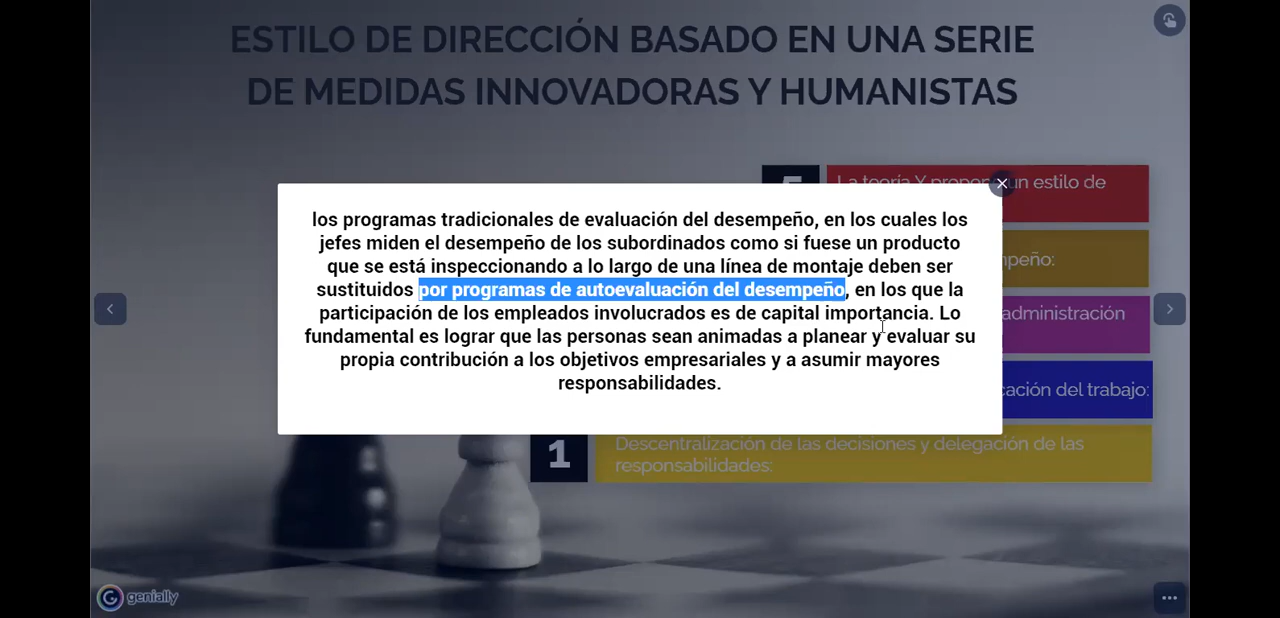 ESTILO DE DIRECCIÓN BASADO EN UNA SERIE
DE MEDIDAS INNOVADORAS Y HUMANISTAS
La teoría Y un estilo de
los programas tradicionales de evaluación del desempeño, en los cuales los
jefes miden el desempeño de los subordinados como si fuese un producto
que se está inspeccionando a lo largo de una línea de montaje deben ser
sustituidos por programas de autoevaluación del desempeño, en los que la
participación de los empleados involucrados es de capital importancia. Lo
fundamental es lograr que las personas sean animadas a planear y evaluar su
propia contribución a los objetivos empresariales y a asumir mayores
responsabilidades.
administración
del trabajo:
1
Descentralización de las decisiones y delegación de las
responsabilidades:
genially